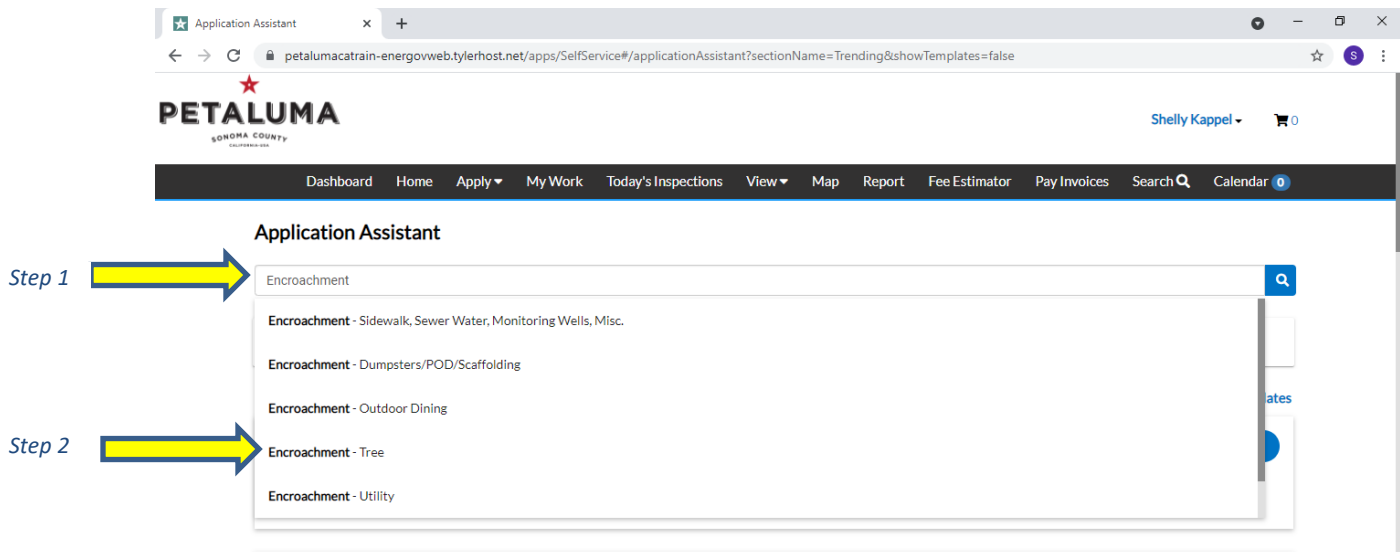 Application Assistant
petalumacatrain-energovweb.tylerhost.net/apps/SelfService#/applicationAssistant?sectionName=Trending&showTemplates=false
S
PETALUMA
SONOMA COUNTY
CALIFORNIA-USA
Shelly Kappel
0
Dashboard Home Apply My Work Today's Inspections View Map Report Fee Estimator Pay Invoices Search Calendar 0
Application Assistant
Step 1
Encroachment
Encroachment - Sidewalk, Sewer Water, Monitoring Wells, Misc.
Encroachment - Dumpsters/POD/Scaffolding
Encroachment - Outdoor Dining
ates
Step 2
Encroachment - Tree
Encroachment - Utility